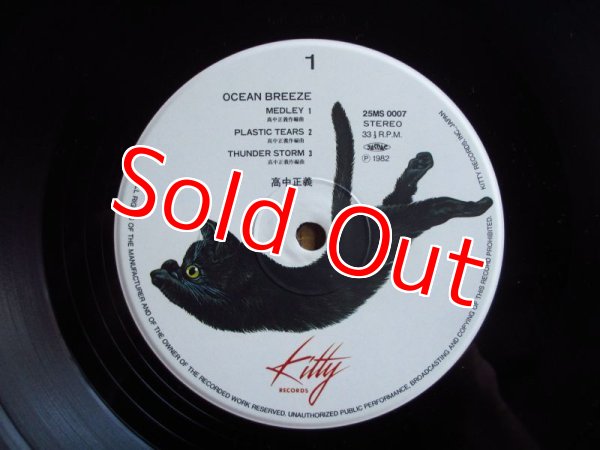 1
OCEAN BREEZE
MEDLEY 1
高中正義作編曲
PLASTIC TEARS 2
高中正義作編曲
THUNDER STORM 3
高中正義作編曲
高中正義
25MS 0007
STEREO
33⅓ R.P.M.
JASRAC
Ⓟ 1982
KITTY RECORDS INC. JAPAN
Sold Out
Kitty
RECORDS
ALL RIGHTS OF THE MANUFACTURER AND OF THE OWNER OF THE RECORDED WORK RESERVED. UNAUTHORIZED PUBLIC PERFORMANCE, BROADCASTING AND COPYING OF THIS RECORD PROHIBITED.